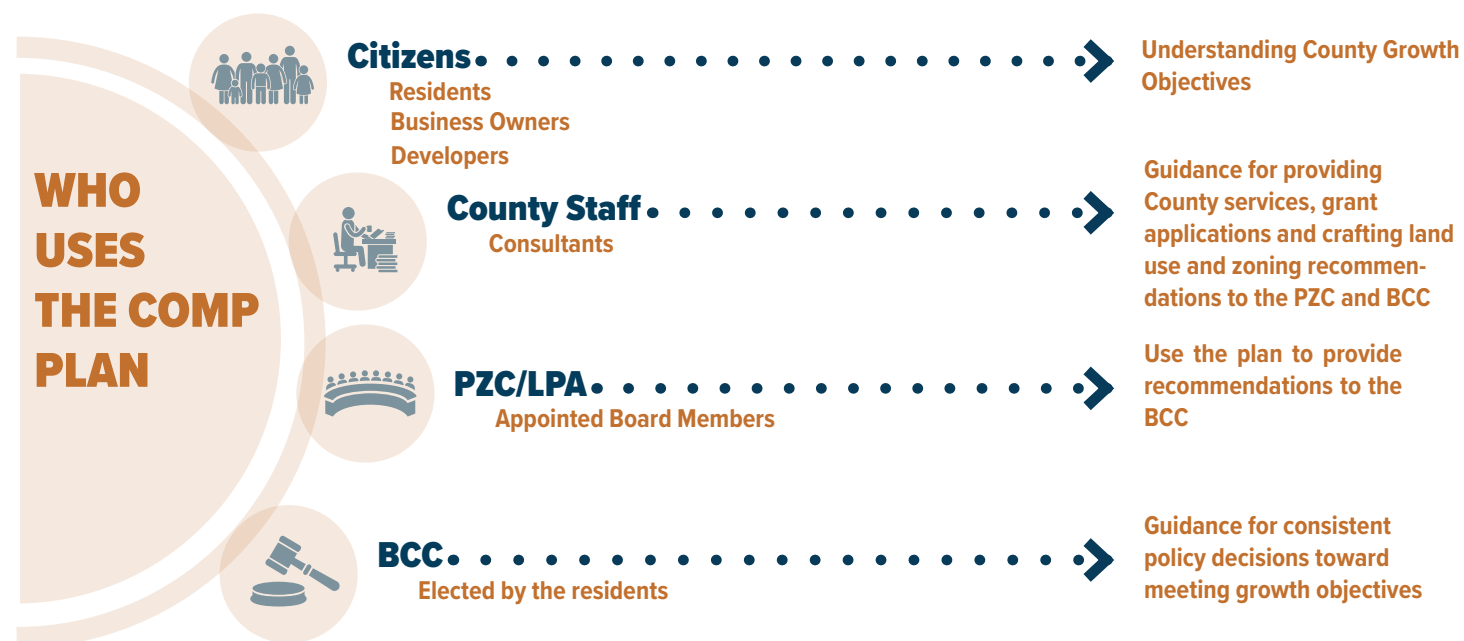 WHO
USES
THE COMP
PLAN
Citizens
Residents
Business Owners
Developers
Understanding County Growth
Objectives
County Staff
Consultants
Guidance for providing
County services, grant
applications and crafting land
use and zoning recommen-
dations to the PZC and BCC
PZC/LPA
Appointed Board Members
Use the plan to provide
recommendations to the
BCC
BCC
Elected by the residents
Guidance for consistent
policy decisions toward
meeting growth objectives